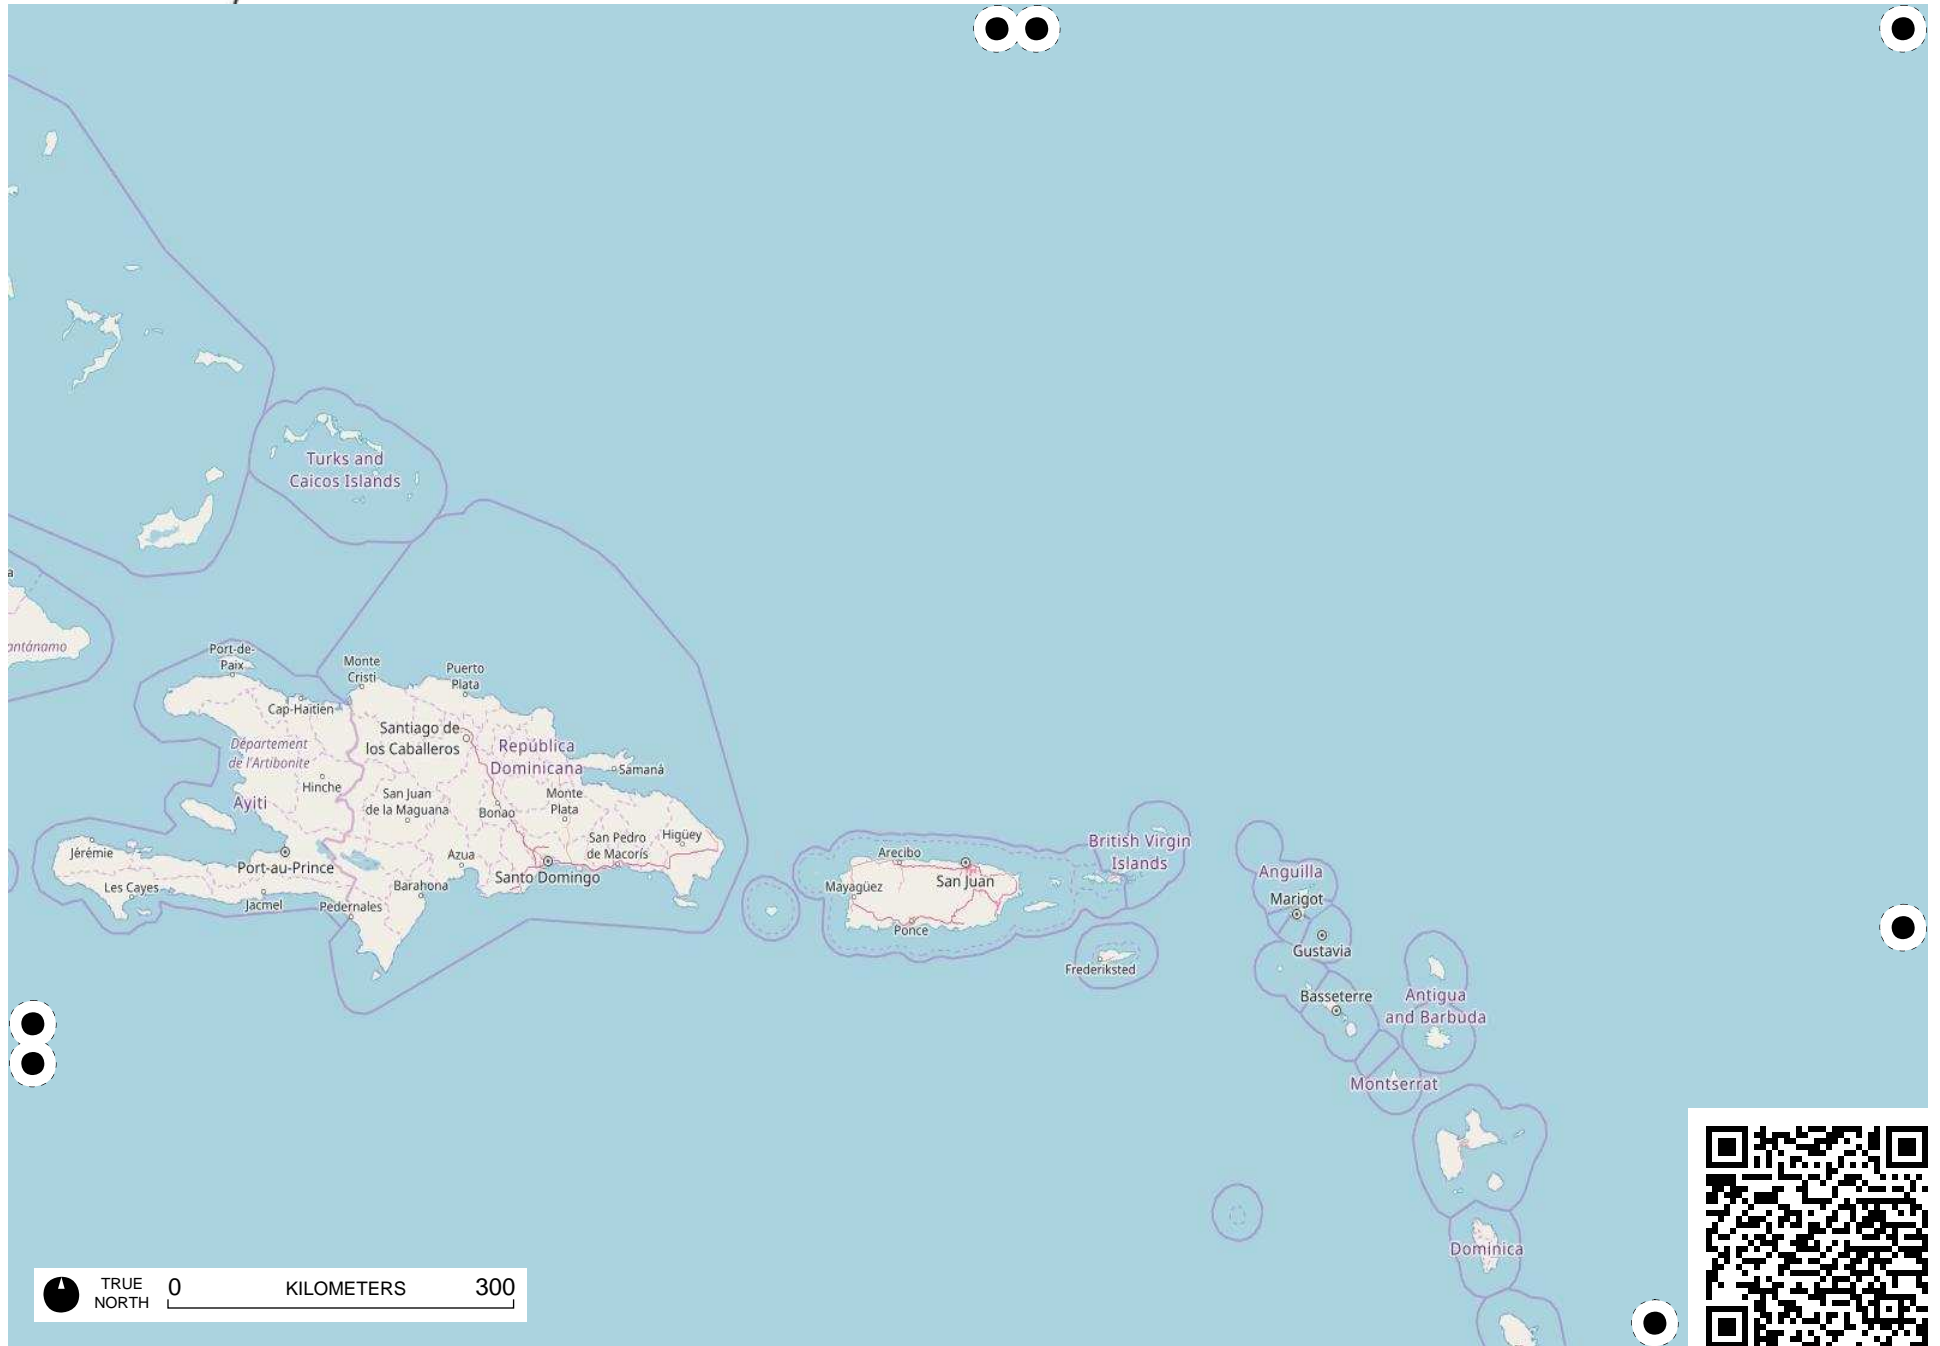 Turks and
Caicos Islands
a
antánamo
Port-de-
Paix
Monte
Cristi
Puerto
Plata
Cap-Haïtien
Santiago de
los Caballeros
República
Dominicana
Département
de l'Artibonite
Samaná
Hinche
San Juan
de la Maguana
Monte
Plata
Ayiti
Bonao
San Pedro
de Macorís
Higüey
Jérémie
Port-au-Prince
Azua
Santo Domingo
Les Cayes
Barahona
Jacmel
Pedernales
Arecibo
Mayagüez
San Juan
Ponce
British Virgin
Islands
Frederiksted
Anguilla
Marigot
Gustavia
Basseterre
Antigua
and Barbuda
Montserrat
Dominica
TRUE
NORTH
0 KILOMETERS 300